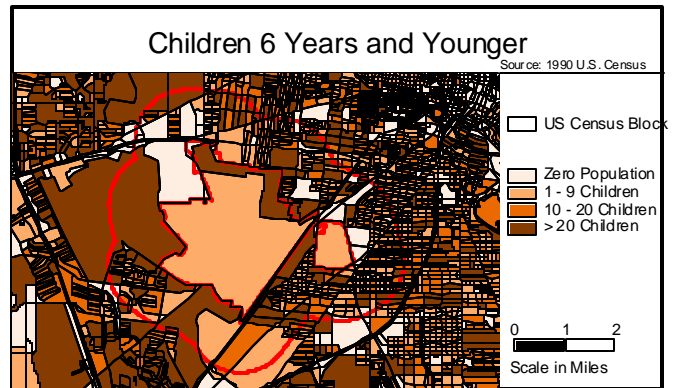 Children 6 Years and Younger
Source: 1990 U.S. Census
US Census Block
Zero Population
1 - 9 Children
10 - 20 Children
>20 Children
0 1 2
Scale in Miles